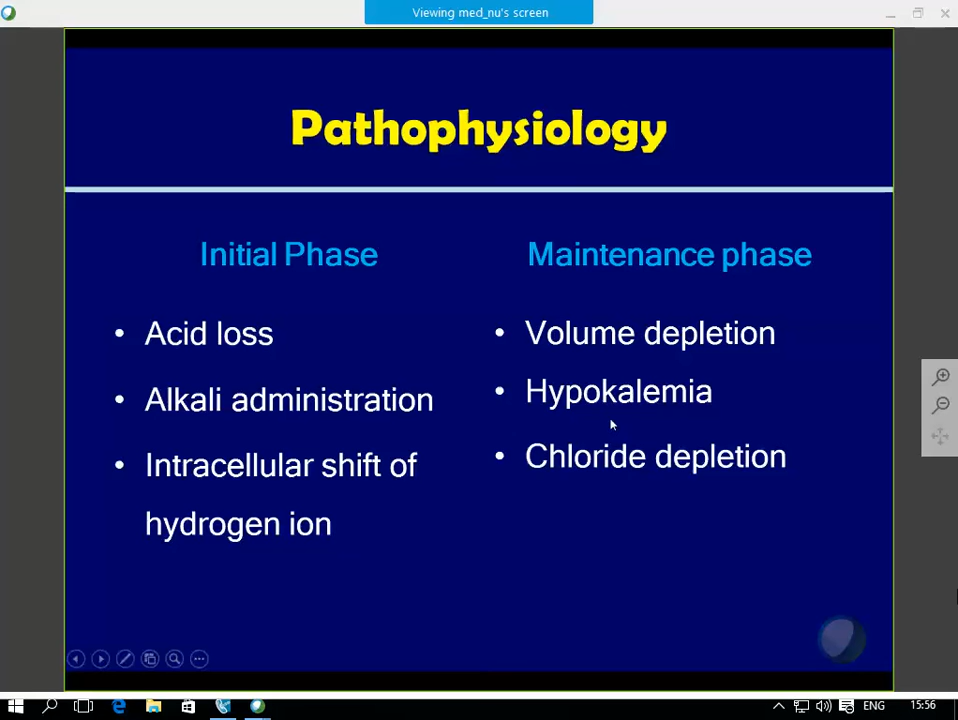 Viewing med_nu's screen
Pathophysiology
Initial Phase
• Acid loss
• Alkali administration
• Intracellular shift of
hydrogen ion
Maintenance phase
• Volume depletion
• Hypokalemia
• Chloride depletion
ENG
15:56